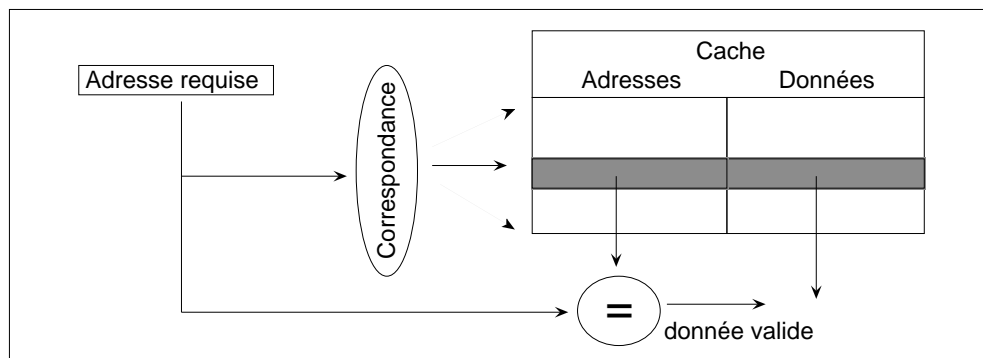 Cache
Adresse requise
Adresses Données
Correspondance
=
donnée valide